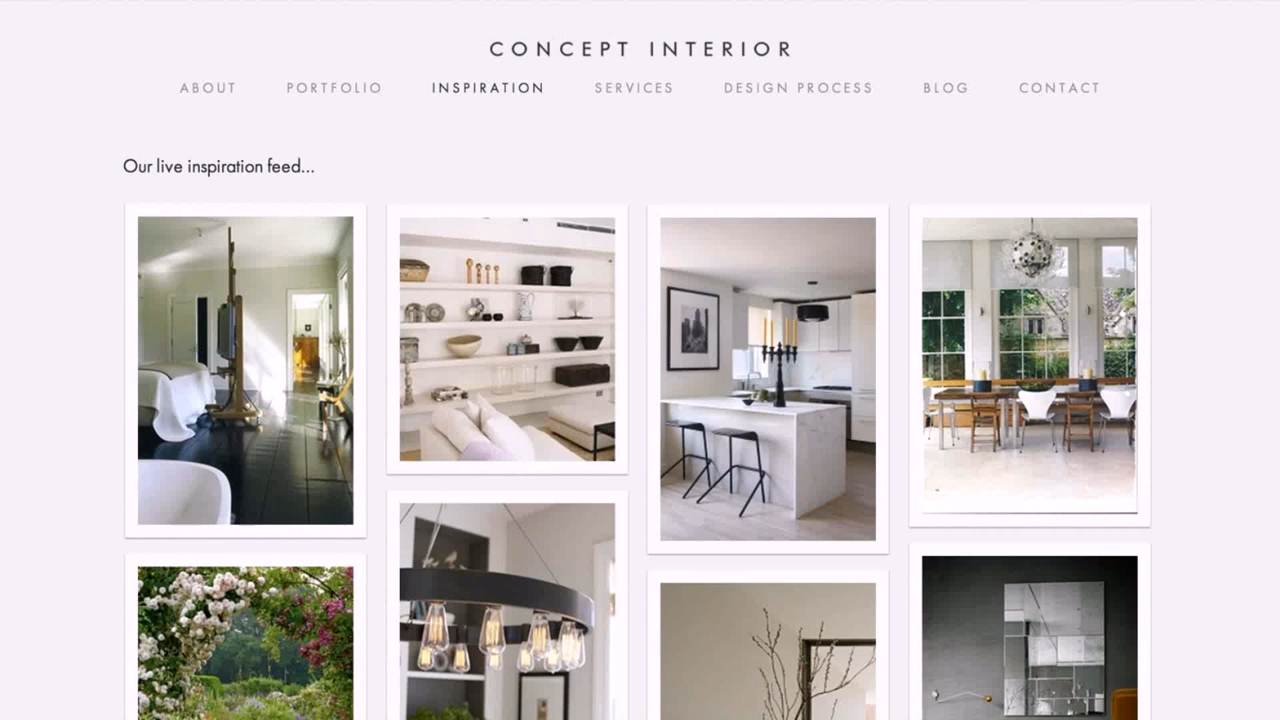 CONCEPT INTERIOR
ABOUT PORTFOLIO INSPIRATION SERVICES DESIGN PROCESS BLOG CONTACT
Our live inspiration feed...